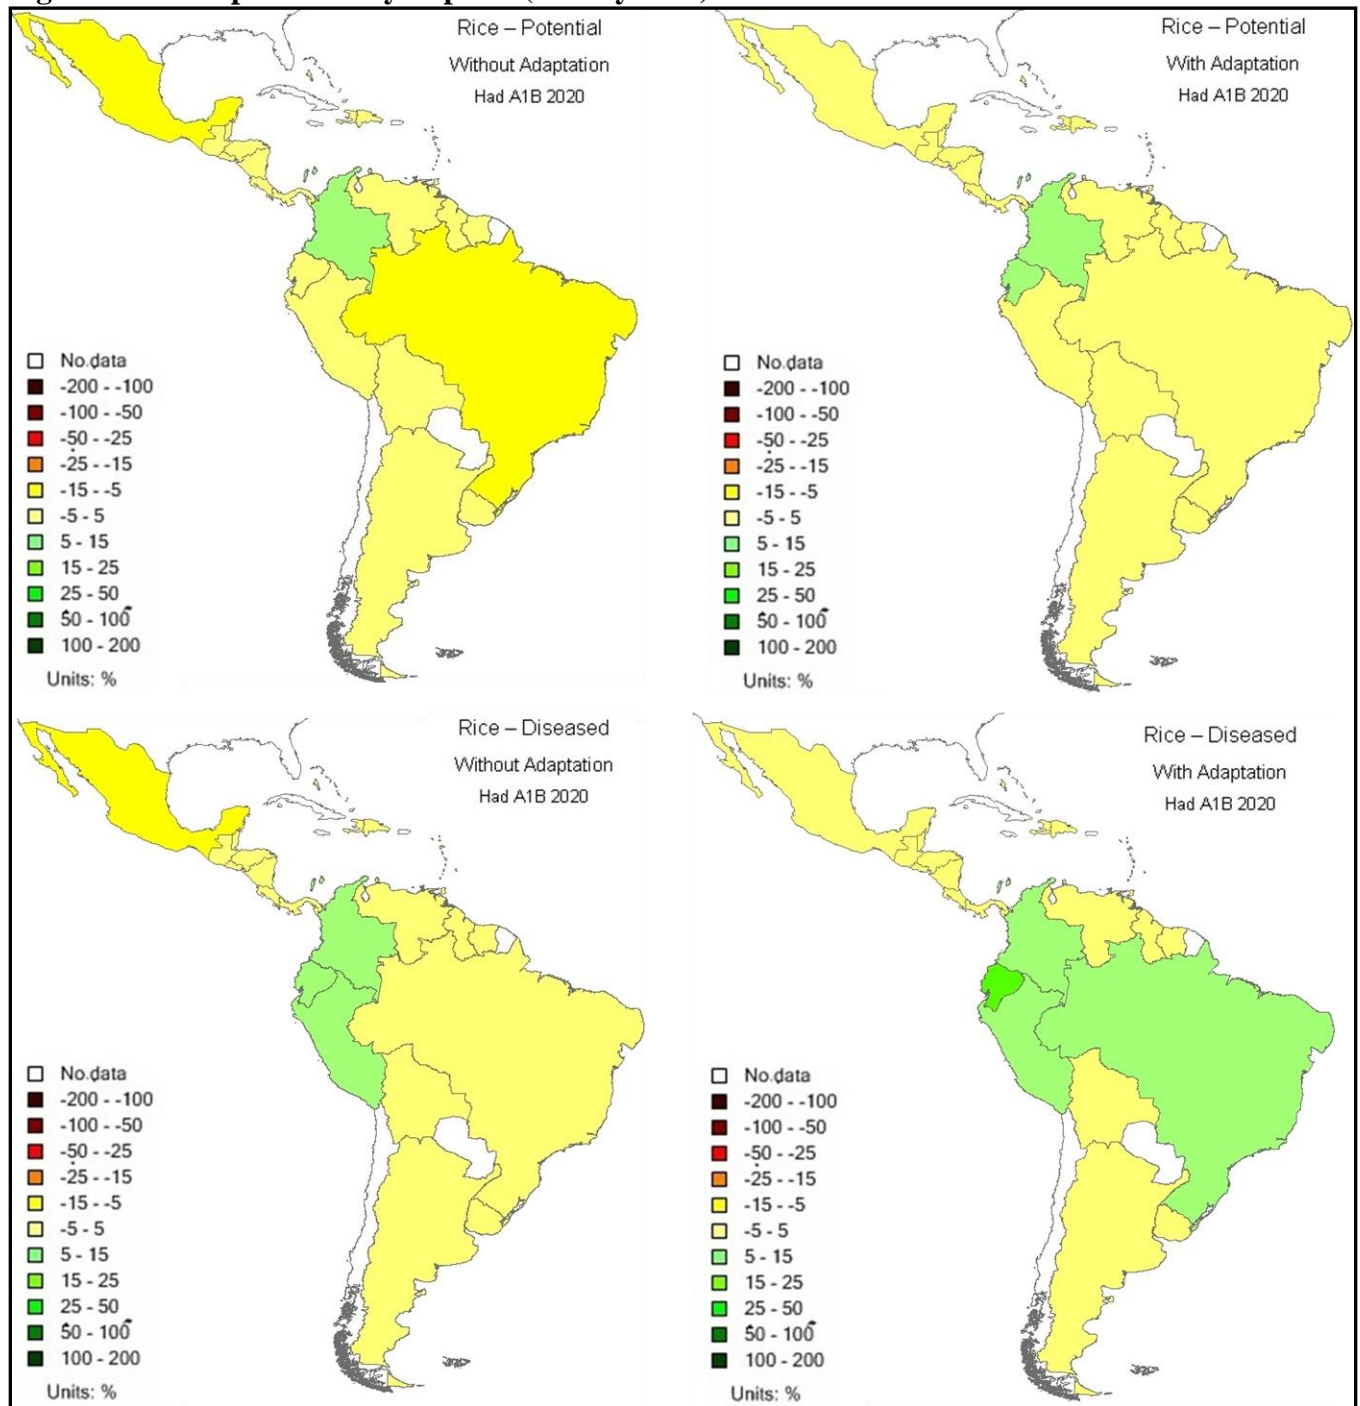 Rice – Potential
Without Adaptation
Had A1B 2020
No.data
-200 - -100
-100 - -50
-50 - -25
-25 - -15
-15 - -5
-5 - 5
5 - 15
15 - 25
25 - 50
50 - 100
100 - 200
Units: %
Rice – Potential
With Adaptation
Had A1B 2020
No.data
-200 - -100
-100 - -50
-50 - -25
-25 - -15
-15 - -5
-5 - 5
5 - 15
15 - 25
25 - 50
50 - 100
100 - 200
Units: %
Rice – Diseased
Without Adaptation
Had A1B 2020
No.data
-200 - -100
-100 - -50
-50 - -25
-25 - -15
-15 - -5
-5 - 5
5 - 15
15 - 25
25 - 50
50 - 100
100 - 200
Units: %
Rice – Diseased
With Adaptation
Had A1B 2020
No.data
-200 - -100
-100 - -50
-50 - -25
-25 - -15
-15 - -5
-5 - 5
5 - 15
15 - 25
25 - 50
50 - 100
100 - 200
Units: %